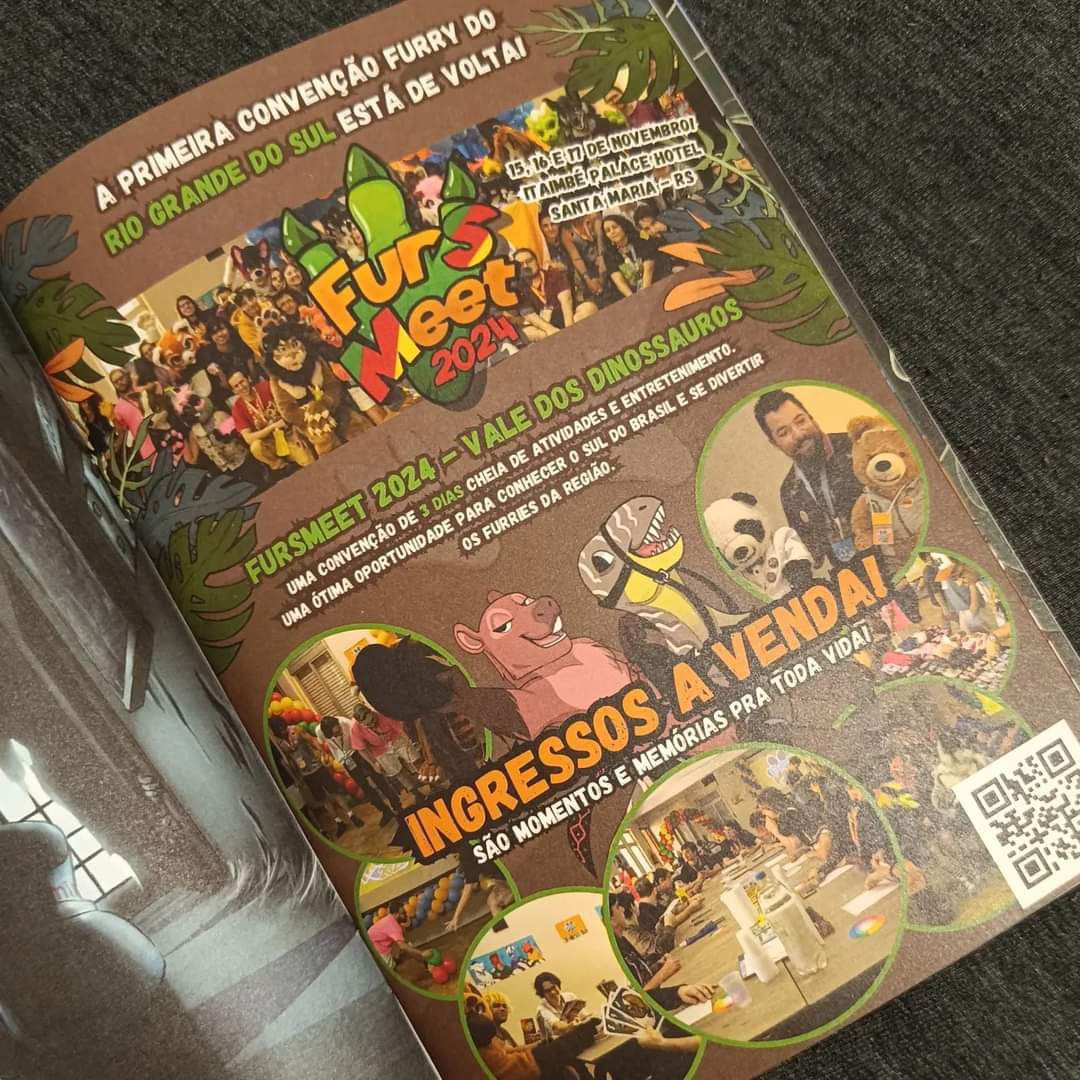 A PRIMEIRA CONVENÇÃO FURRY DO
RIO GRANDE DO SUL ESTÁ DE VOLTA!
15, 16 E 17 DE NOVEMBRO!
ITAIMBÉ PALACE HOTEL
SANTA MARIA - RS
FurS
Meet
2024
FURSMEET 2024 - VALE DOS DINOSSAUROS
UMA CONVENÇÃO DE 3 DIAS CHEIA DE ATIVIDADES E ENTRETENIMENTO.
UMA ÓTIMA OPORTUNIDADE PARA CONHECER O SUL DO BRASIL E SE DIVERTIR
OS FURRIES DA REGIÃO.
INGRESSOS A VENDA!
SÃO MOMENTOS E MEMÓRIAS PRA TODA VIDA!